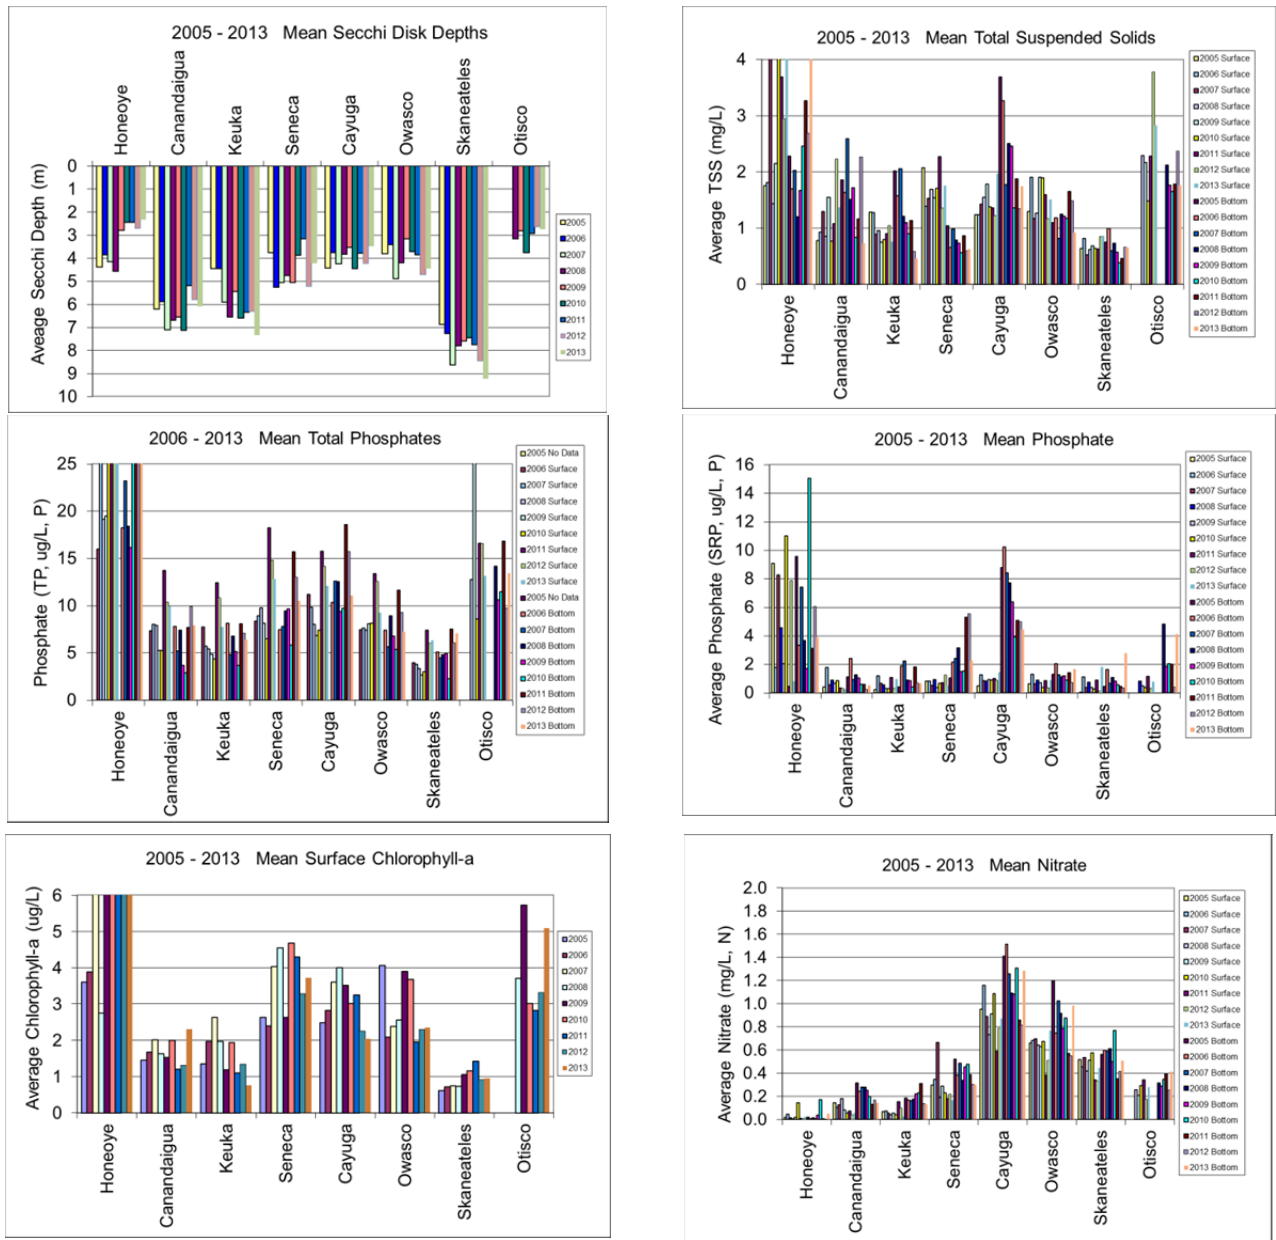 2005 - 2013 Mean Secchi Disk Depths
Honeoye
Canandaigua
Keuka
Seneca
Cayuga
Owasco
Skaneateles
Otisco
Aveage Secchi Depth (m)
0
1
2
3
4
5
6
7
8
9
10
2005
2006
2007
2008
2009
2010
2011
2012
2013
2005 - 2013 Mean Total Suspended Solids
Average TSS (mg/L)
4
3
2
1
0
Honeoye
Canandaigua
Keuka
Seneca
Cayuga
Owasco
Skaneateles
Otisco
2005 Surface
2006 Surface
2007 Surface
2008 Surface
2009 Surface
2010 Surface
2011 Surface
2012 Surface
2013 Surface
2005 Bottom
2006 Bottom
2007 Bottom
2008 Bottom
2009 Bottom
2010 Bottom
2011 Bottom
2012 Bottom
2013 Bottom
2006 - 2013 Mean Total Phosphates
Phosphate (TP, ug/L, P)
25
20
15
10
5
0
Honeoye
Canandaigua
Keuka
Seneca
Cayuga
Owasco
Skaneateles
Otisco
2005 No Data
2006 Surface
2007 Surface
2008 Surface
2009 Surface
2010 Surface
2011 Surface
2012 Surface
2013 Surface
2005 No Data
2006 Bottom
2007 Bottom
2008 Bottom
2009 Bottom
2010 Bottom
2011 Bottom
2012 Bottom
2013 Bottom
2005 - 2013 Mean Phosphate
Average Phosphate (SRP, ug/L, P)
16
14
12
10
8
6
4
2
0
Honeoye
Canandaigua
Keuka
Seneca
Cayuga
Owasco
Skaneateles
Otisco
2005 Surface
2006 Surface
2007 Surface
2008 Surface
2009 Surface
2010 Surface
2011 Surface
2012 Surface
2013 Surface
2005 Bottom
2006 Bottom
2007 Bottom
2008 Bottom
2009 Bottom
2010 Bottom
2011 Bottom
2012 Bottom
2013 Bottom
2005 - 2013 Mean Surface Chlorophyll-a
Average Chlorophyll-a (ug/L)
6
5
4
3
2
1
0
Honeoye
Canandaigua
Keuka
Seneca
Cayuga
Owasco
Skaneateles
Otisco
2005
2006
2007
2008
2009
2010
2011
2012
2013
2005 - 2013 Mean Nitrate
Average Nitrate (mg/L, N)
2.0
1.8
1.6
1.4
1.2
1.0
0.8
0.6
0.4
0.2
0.0
Honeoye
Canandaigua
Keuka
Seneca
Cayuga
Owasco
Skaneateles
Otisco
2005 Surface
2006 Surface
2007 Surface
2008 Surface
2009 Surface
2010 Surface
2011 Surface
2012 Surface
2013 Surface
2005 Bottom
2006 Bottom
2007 Bottom
2008 Bottom
2009 Bottom
2010 Bottom
2011 Bottom
2012 Bottom
2013 Bottom